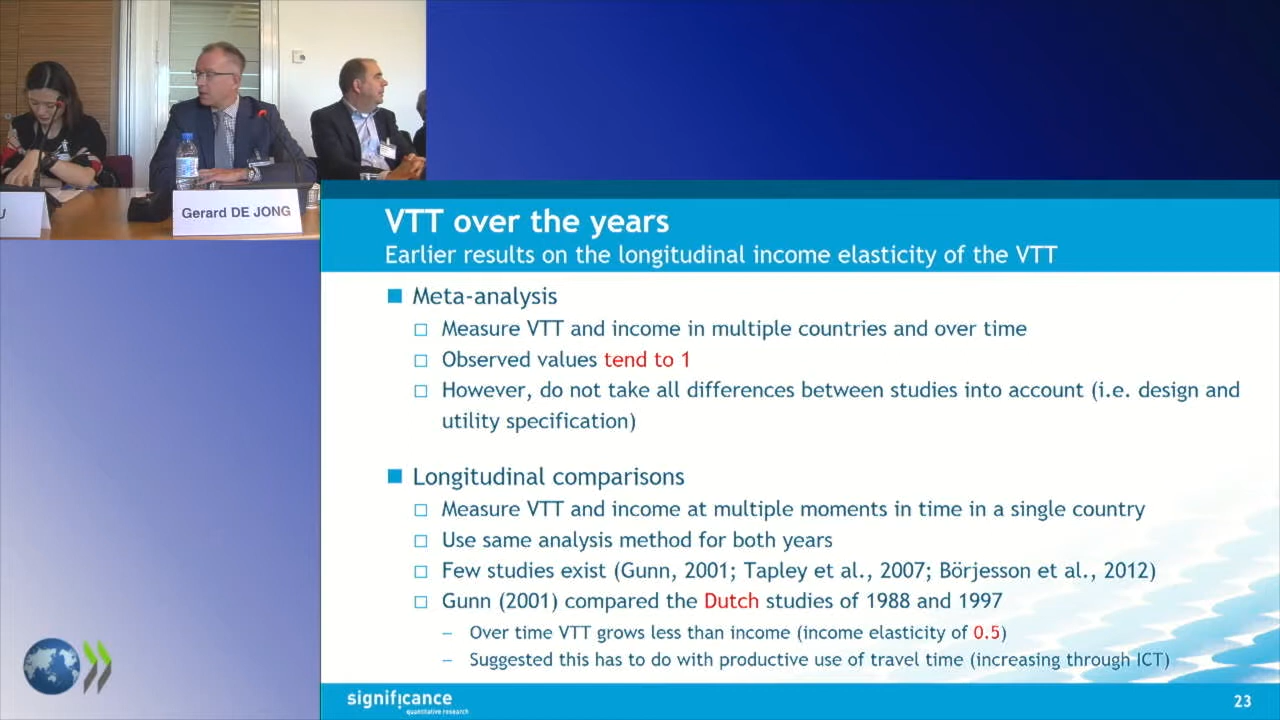 Gerard DE JONG
VTT over the years
Earlier results on the longitudinal income elasticity of the VTT
Meta-analysis
Measure VTT and income in multiple countries and over time
Observed values tend to 1
However, do not take all differences between studies into account (i.e. design and
utility specification)
Longitudinal comparisons
Measure VTT and income at multiple moments in time in a single country
Use same analysis method for both years
Few studies exist (Gunn, 2001; Tapley et al., 2007; Börjesson et al., 2012)
Gunn (2001) compared the Dutch studies of 1988 and 1997
– Over time VTT grows less than income (income elasticity of 0.5)
– Suggested this has to do with productive use of travel time (increasing through ICT)
significance
quantitative research
23